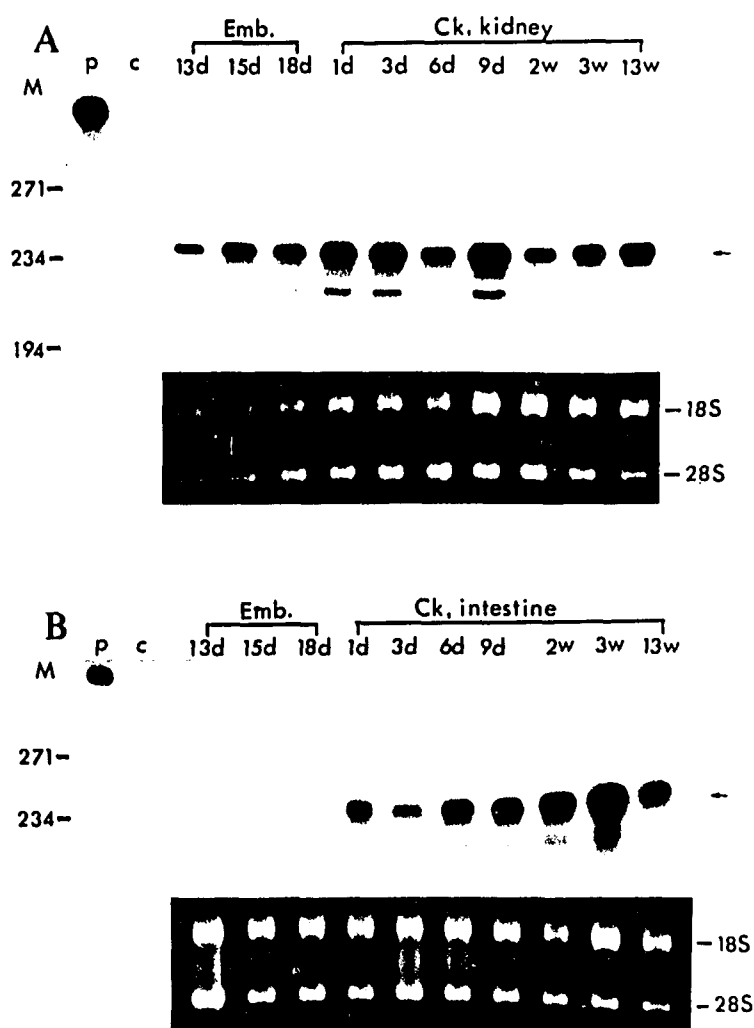 A
Emb.
Ck, kidney
M p c 13d 15d 18d 1d 3d 6d 9d 2w 3w 13w
271
234
194
18S
28S
B
Emb.
Ck, intestine
M p c 13d 15d 18d 1d 3d 6d 9d 2w 3w 13w
271
234
18S
28S